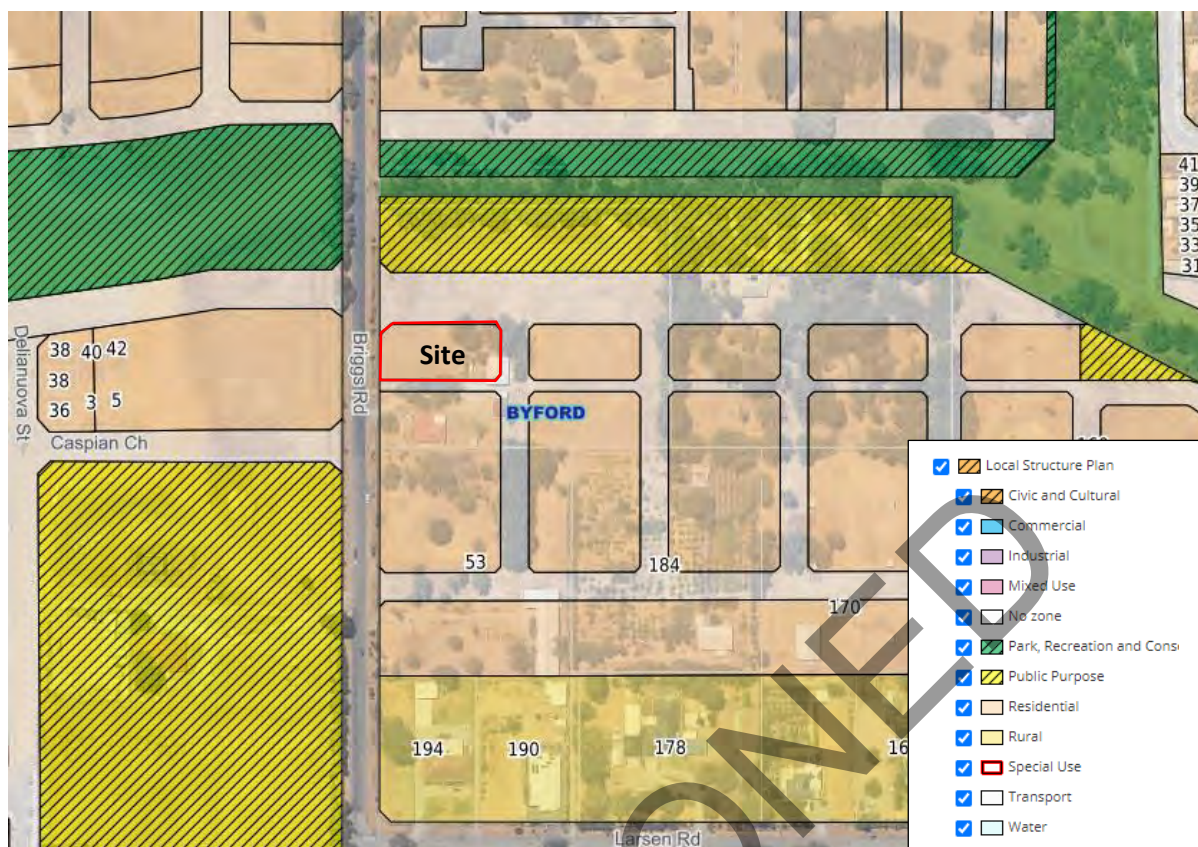 41
39
37
35
33
31
38 40 42
38
36 3 5
Site
Delianuova St
Briggs Rd
BYFORD
Caspian Ch
53
184
170
194
190
178
Larsen Rd
Local Structure Plan
Civic and Cultural
Commercial
Industrial
Mixed Use
No zone
Park, Recreation and Cons
Public Purpose
Residential
Rural
Special Use
Transport
Water
ONED